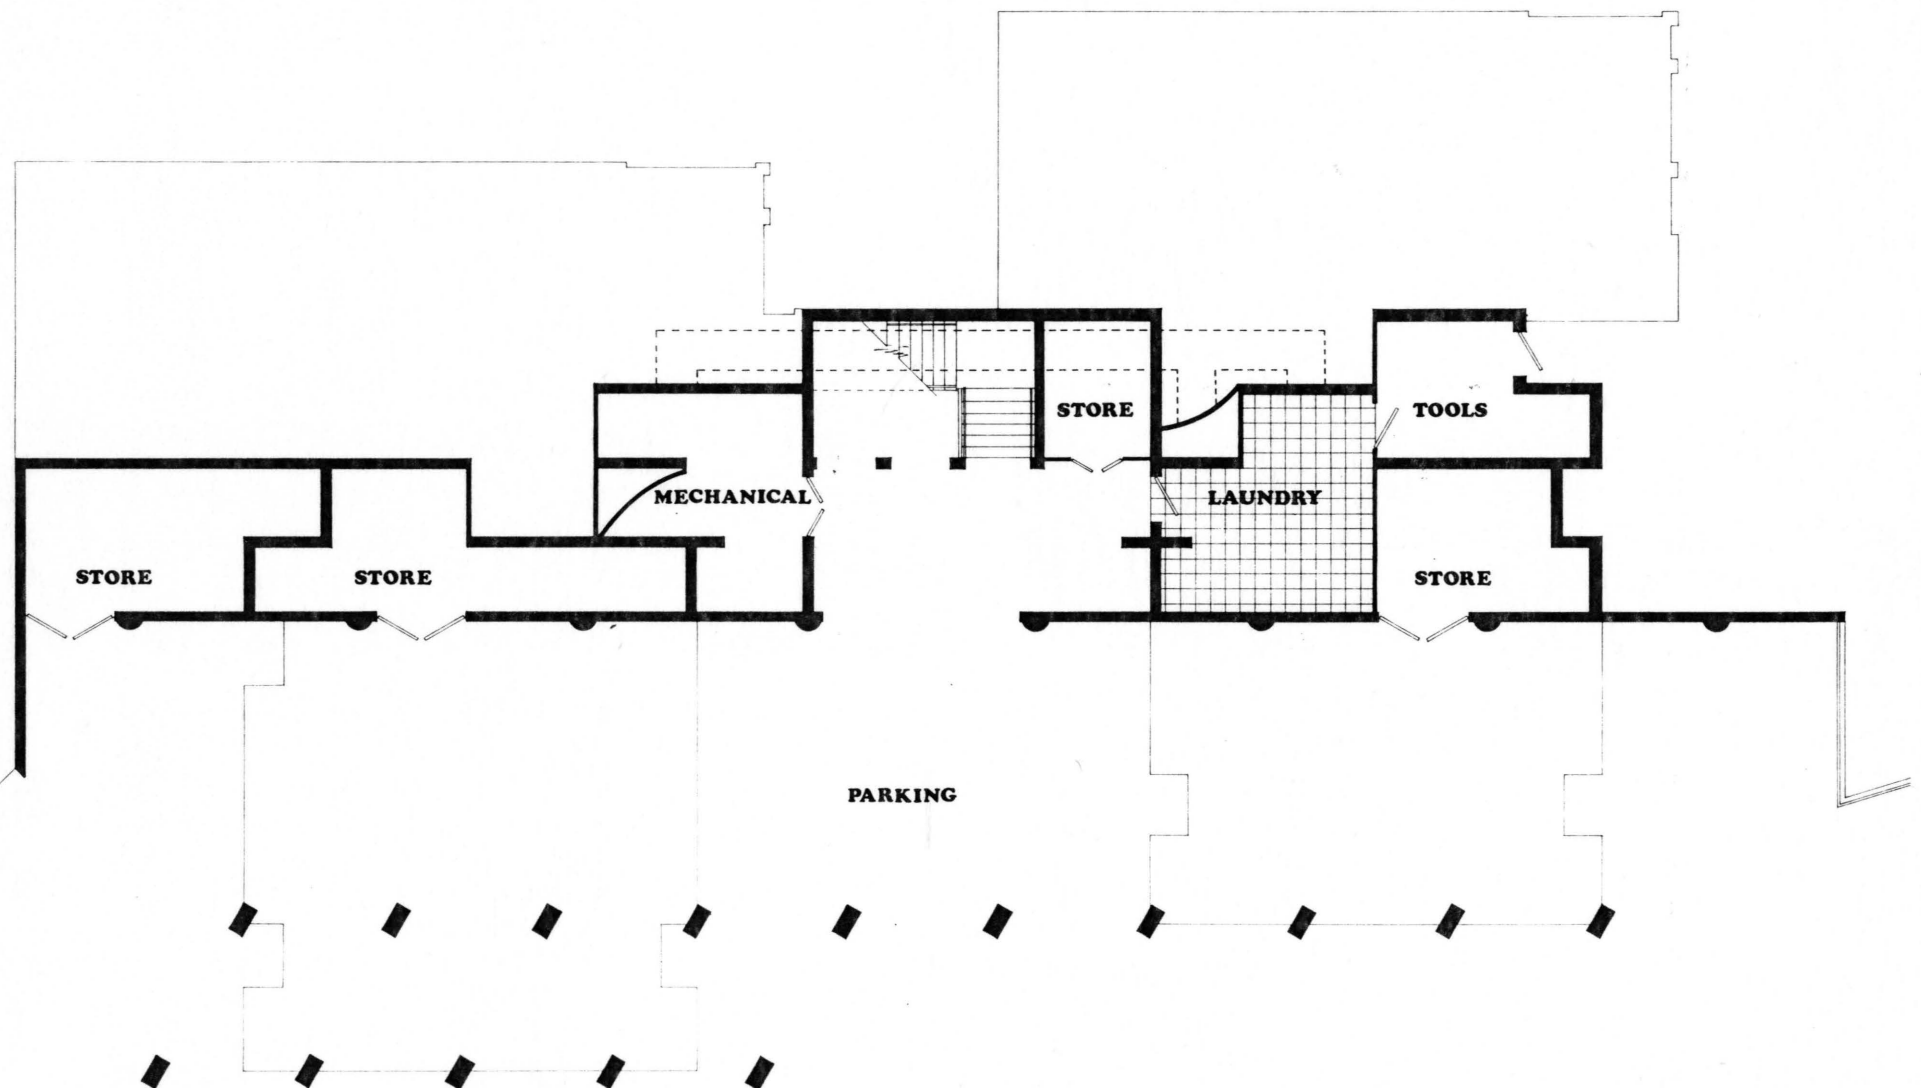 STORE
TOOLS
MECHANICAL
LAUNDRY
STORE
STORE
STORE
PARKING